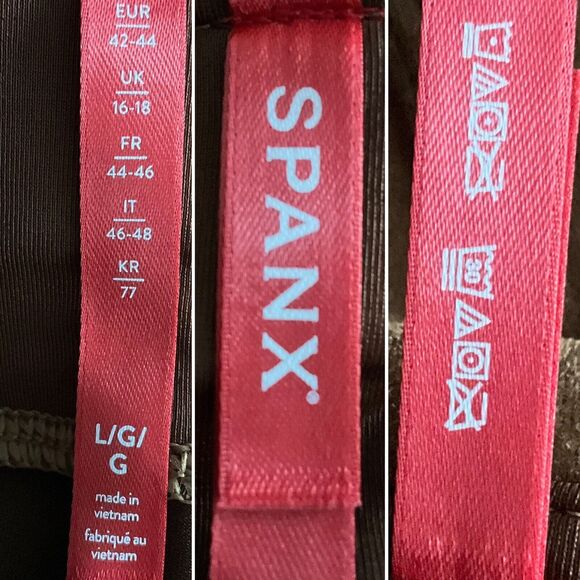 EUR
42-44
UK
16-18
FR
44-46
IT
46-48
KR
77
L/G/
G
made in
vietnam
fabriqué au
vietnam
SPANX®
30